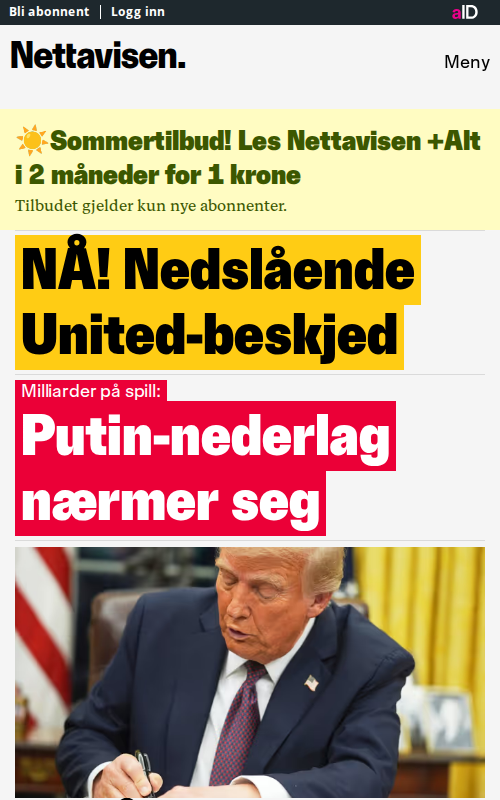 Bli abonnent | Logg inn
aID
Nettavisen.
Meny
☀️Sommertilbud! Les Nettavisen +Alt
i 2 måneder for 1 krone
Tilbudet gjelder kun nye abonnenter.
NÅ! Nedslående
United-beskjed
Milliarder på spill:
Putin-nederlag
nærmer seg